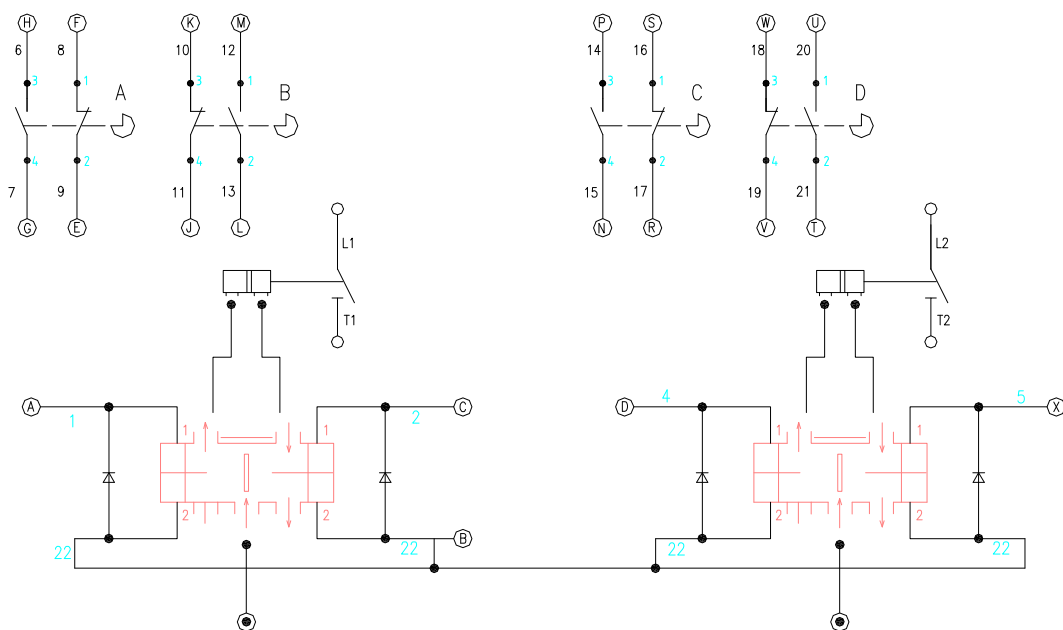 H F K M P S W U
6 8 10 12 14 16 18 20
3 1 3 1 3 1 3 1
A B C D
4 2 4 2 4 2 4 2
7 9 11 13 15 17 19 21
G E J L N R V T
L1 L2
T1 T2
A 1 2 C D 4 5 X
1 1 1 1
2 2 2 2
22 22 B 22 22